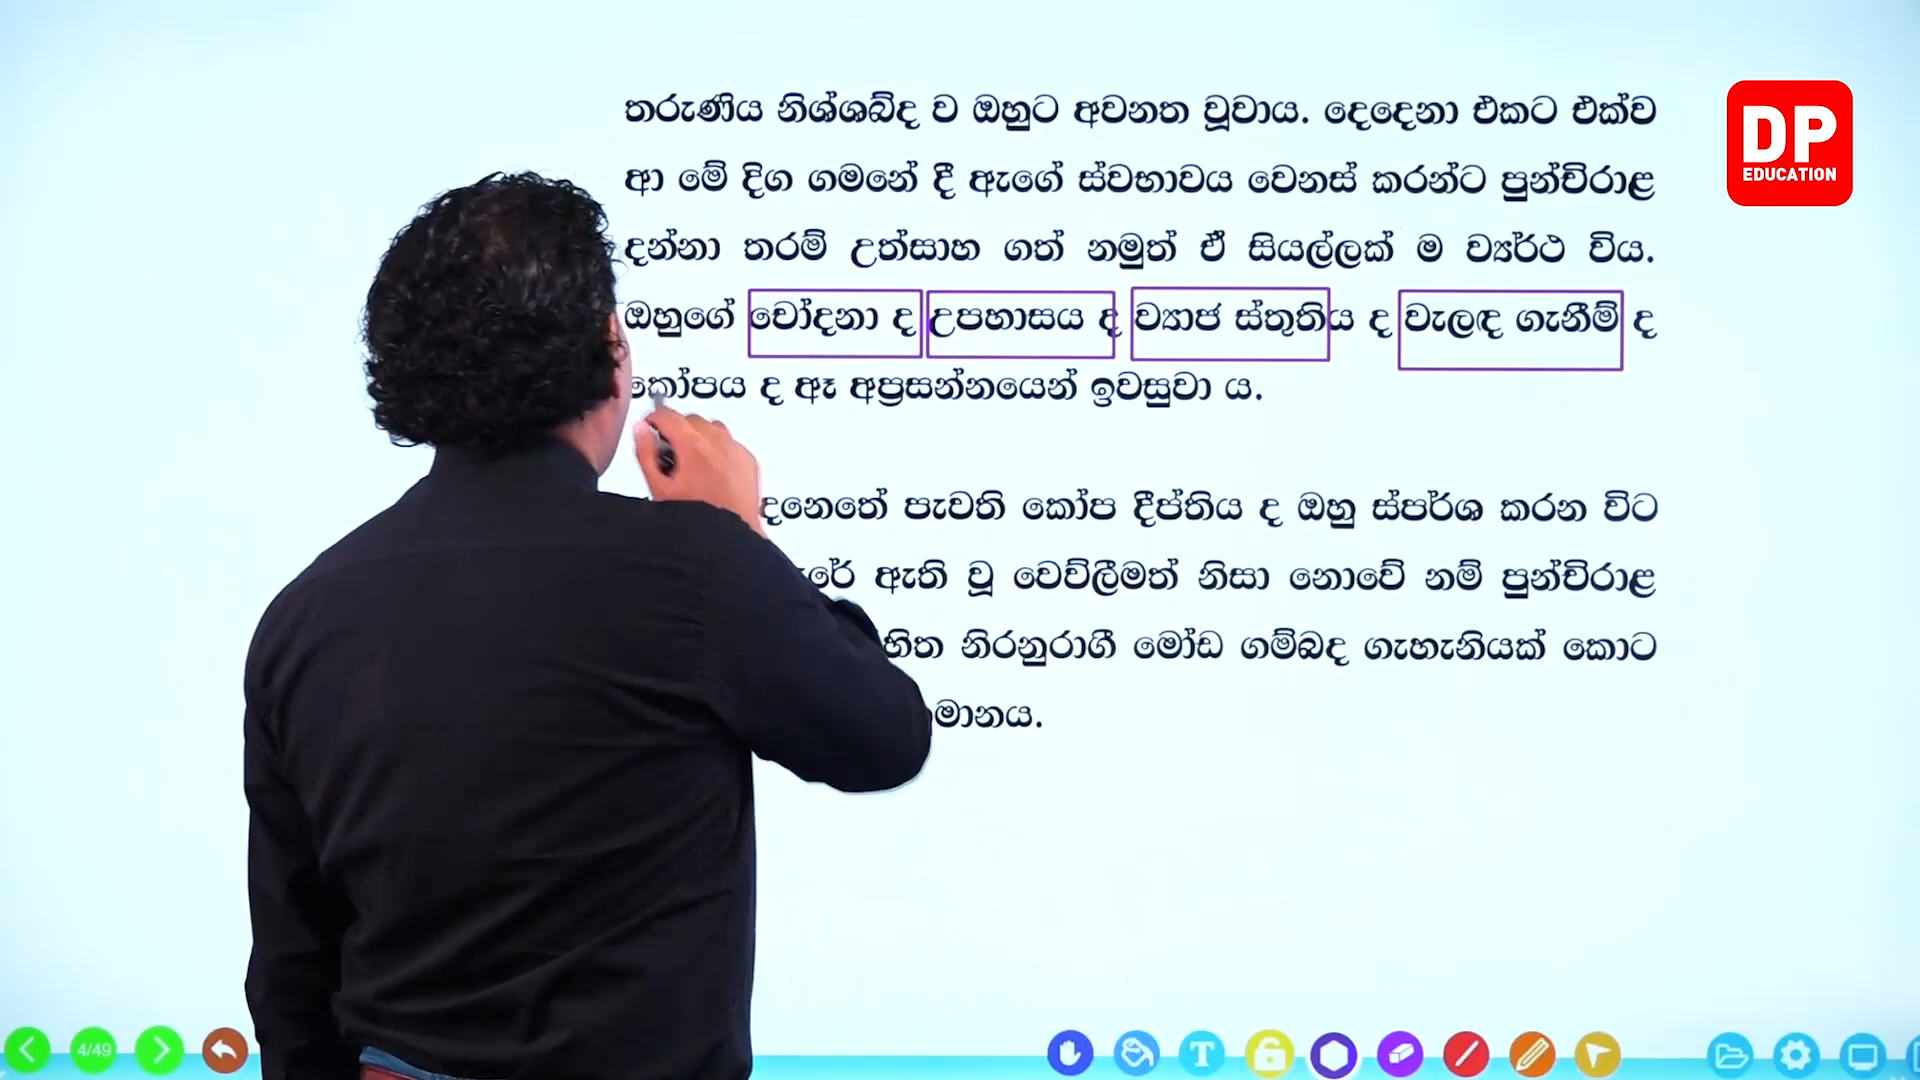 තරුණිය නිශ්ශබ්ද ව ඔහුට අවනත වූවාය. දෙදෙනා එකට එක්ව
ආ මේ දිග ගමනේ දී ඇගේ ස්වභාවය වෙනස් කරන්ට පුන්චිරාළ
දන්නා තරම් උත්සාහ ගත් නමුත් ඒ සියල්ලක් ම ව්‍යර්ථ විය.
ඔහුගේ චෝදනා ද උපහාසය ද ව්‍යාජ ස්තුතිය ද වැලඳ ගැනීම් ද
කෝපය ද ඈ අප්‍රසන්නයෙන් ඉවසුවා ය.
පැවති කෝප දීප්තිය ද ඔහු ස්පර්ශ කරන විට
ඇති වූ වෙව්ලීමත් නිසා නොවේ නම් පුන්චිරාළ
නිරනුරාගී මෝඩ ගම්බද ගැහැනියක් කොට
DP
EDUCATION
4/49
T